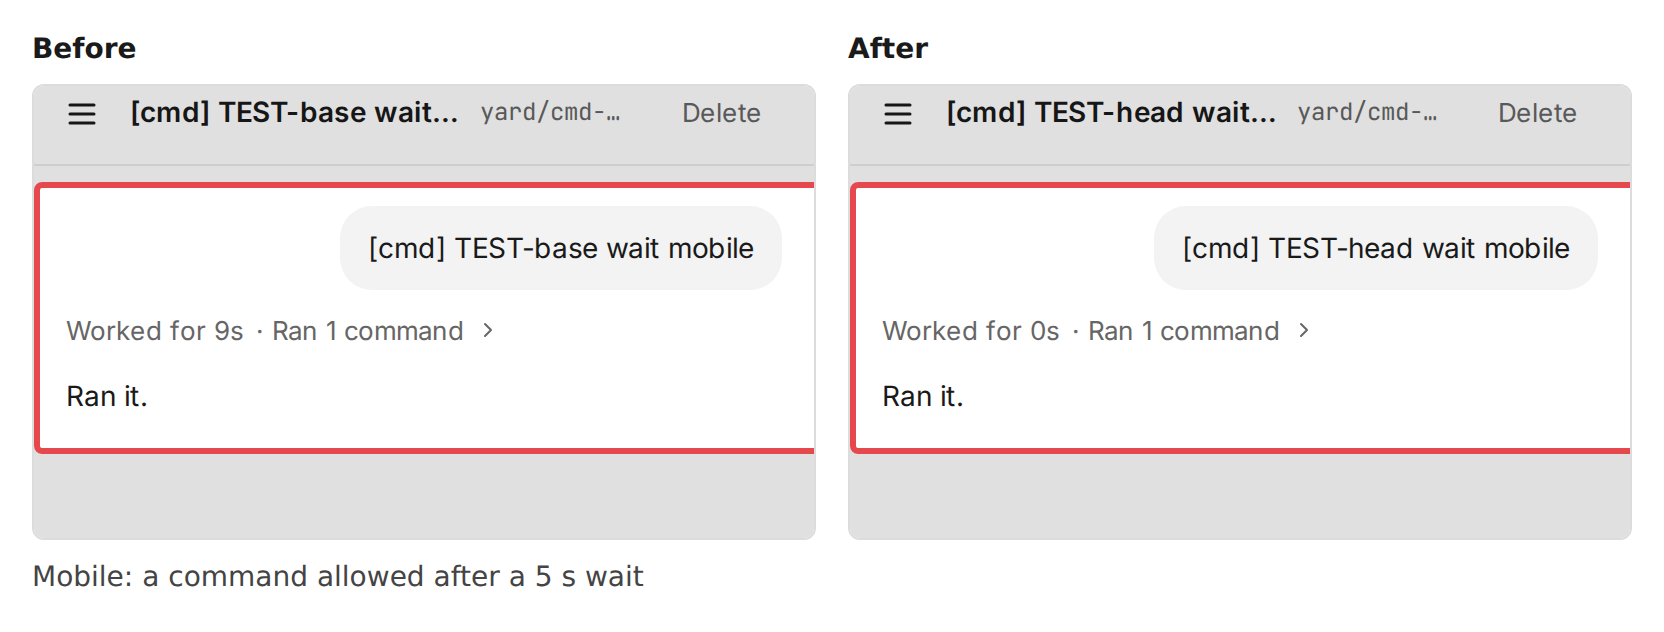 Before
[cmd] TEST-base wait... yard/cmd-... Delete
[cmd] TEST-base wait mobile
Worked for 9s · Ran 1 command
Ran it.
After
[cmd] TEST-head wait... yard/cmd-... Delete
[cmd] TEST-head wait mobile
Worked for 0s · Ran 1 command
Ran it.
Mobile: a command allowed after a 5 s wait